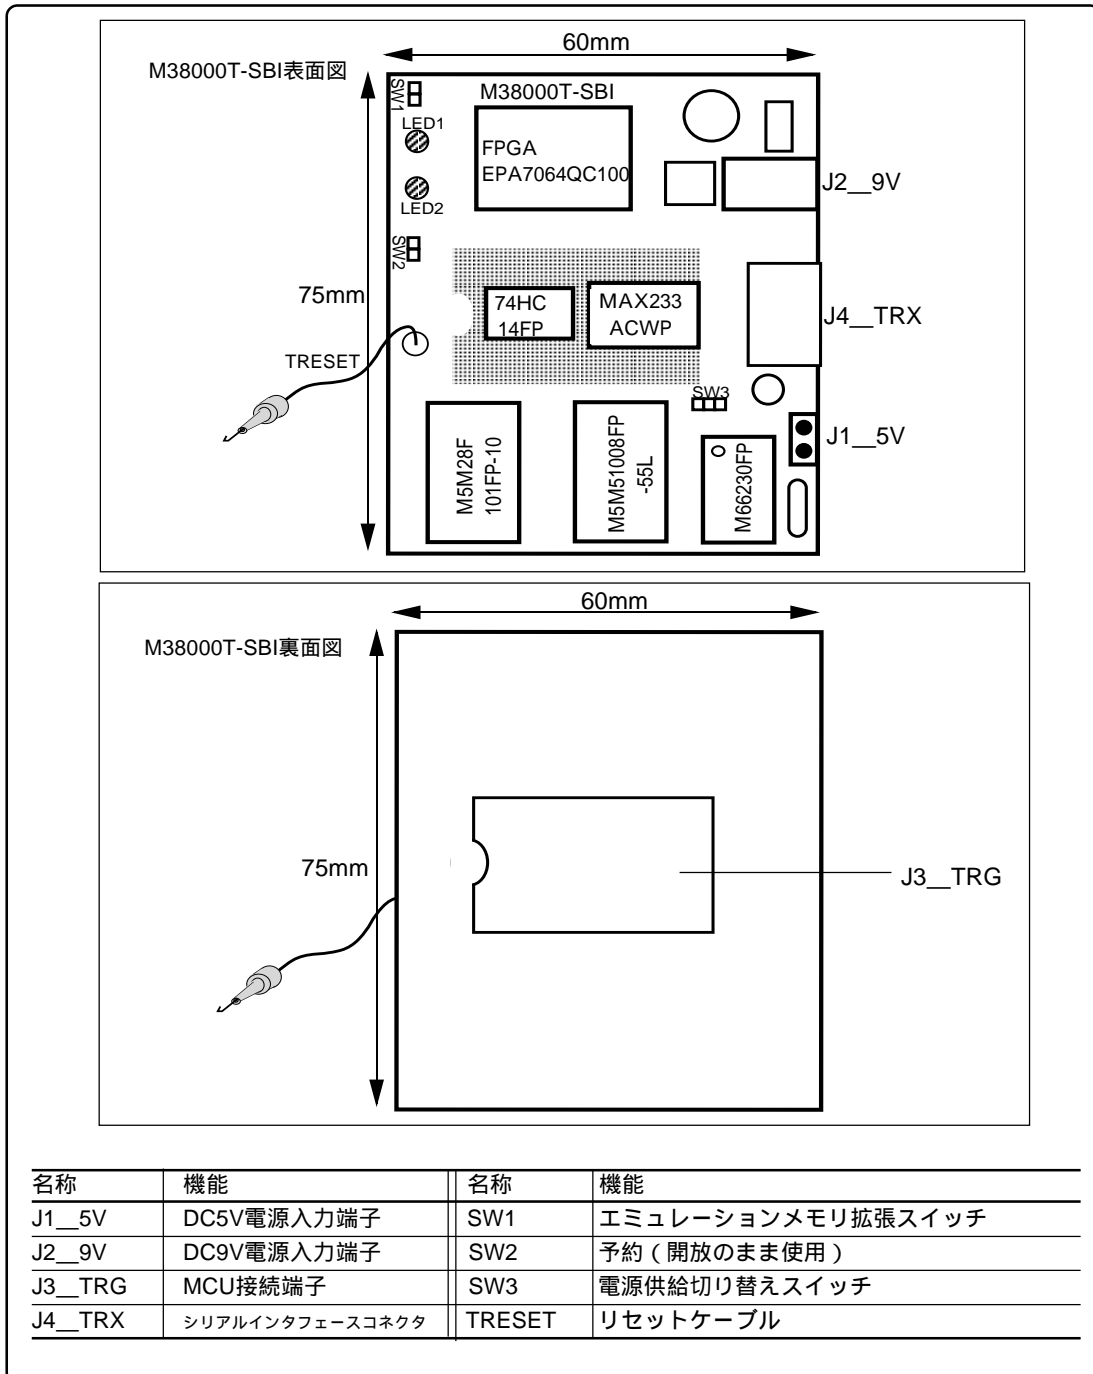 60mm
M38000T-SBI表面図
SW1
M38000T-SBI
LED1
FPGA
EPA7064QC100
J2__9V
LED2
SW2
75mm
74HC
14FP
MAX233
ACWP
J4__TRX
TRESET
SW3
J1__5V
M5M28F
101FP-10
M5M51008FP
-55L
M66230FP
60mm
M38000T-SBI裏面図
75mm
J3__TRG
名称 機能 名称 機能
J1__5V DC5V電源入力端子 SW1 エミュレーションメモリ拡張スイッチ
J2__9V DC9V電源入力端子 SW2 予約(開放のまま使用)
J3__TRG MCU接続端子 SW3 電源供給切り替えスイッチ
J4__TRX シリアルインタフェースコネクタ TRESET リセットケーブル